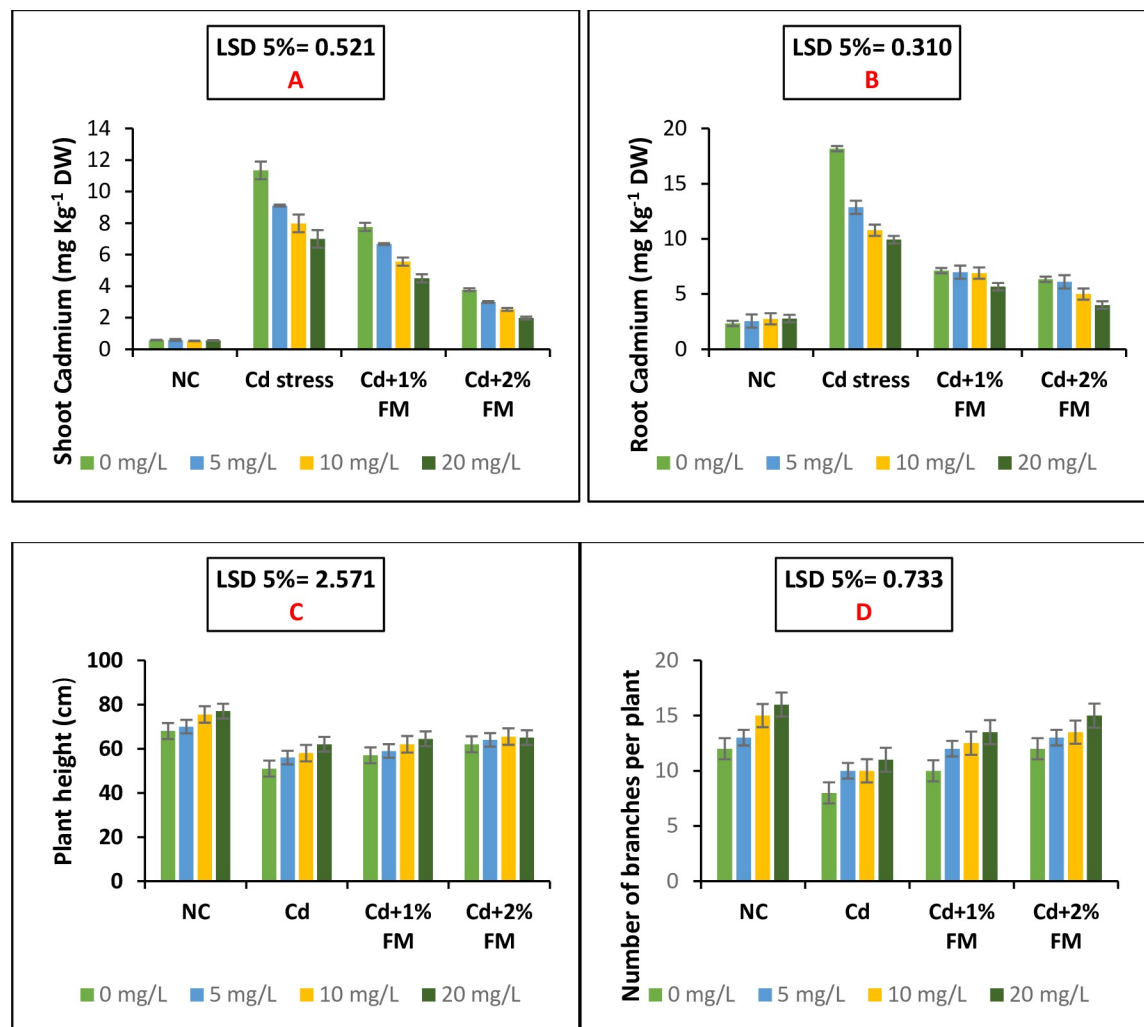 LSD 5%= 0.521
A
Shoot Cadmium (mg Kg⁻¹ DW)
14
12
10
8
6
4
2
0
NC Cd stress Cd+1% FM Cd+2% FM
0 mg/L 5 mg/L 10 mg/L 20 mg/L
LSD 5%= 0.310
B
Root Cadmium (mg Kg⁻¹ DW)
20
15
10
5
0
NC Cd stress Cd+1% FM Cd+2% FM
0 mg/L 5 mg/L 10 mg/L 20 mg/L
LSD 5%= 2.571
C
Plant height (cm)
100
80
60
40
20
0
NC Cd Cd+1% FM Cd+2% FM
0 mg/L 5 mg/L 10 mg/L 20 mg/L
LSD 5%= 0.733
D
Number of branches per plant
20
15
10
5
0
NC Cd Cd+1% FM Cd+2% FM
0 mg/L 5 mg/L 10 mg/L 20 mg/L